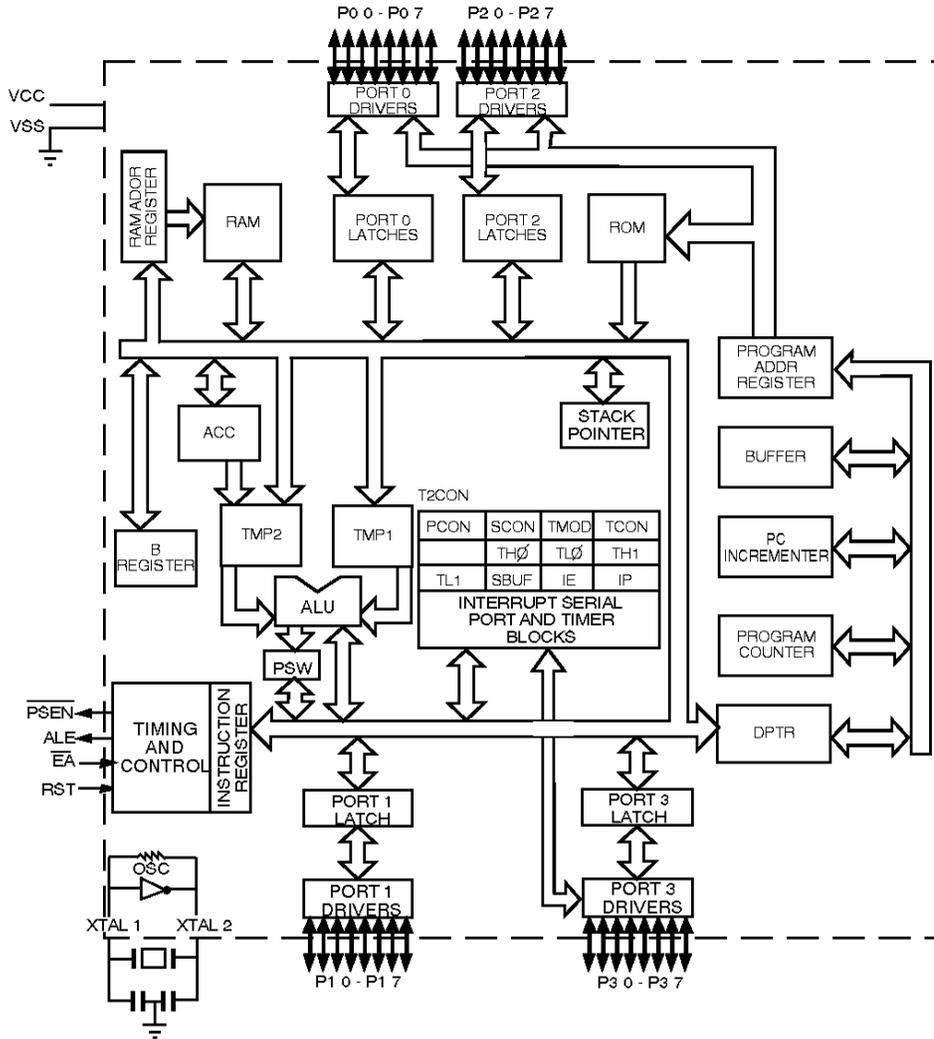 P0 0 - P0 7
P2 0 - P2 7
VCC
VSS
PORT 0
DRIVERS
PORT 2
DRIVERS
RAM ADDR
REGISTER
RAM
PORT 0
LATCHES
PORT 2
LATCHES
ROM
PROGRAM
ADDR
REGISTER
STACK
POINTER
ACC
BUFFER
B
REGISTER
TMP2
TMP1
T2CON
PCON SCON TMOD TCON
THØ TLØ TH1
TL1 SBUF IE IP
INTERRUPT SERIAL
PORT AND TIMER
BLOCKS
PC
INCREMENTER
ALU
PSW
PROGRAM
COUNTER
PSEN
ALE
EA
RST
TIMING
AND
CONTROL
INSTRUCTION
REGISTER
DPTR
PORT 1
LATCH
PORT 3
LATCH
OSC
XTAL 1
XTAL 2
PORT 1
DRIVERS
PORT 3
DRIVERS
P1 0 - P1 7
P3 0 - P3 7